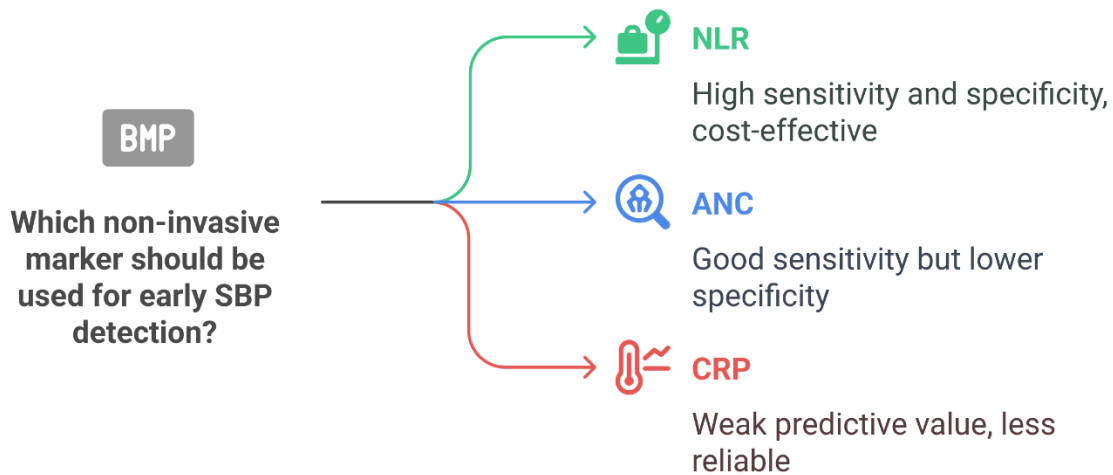 BMP
Which non-invasive
marker should be
used for early SBP
detection?
NLR
High sensitivity and specificity,
cost-effective
ANC
Good sensitivity but lower
specificity
CRP
Weak predictive value, less
reliable